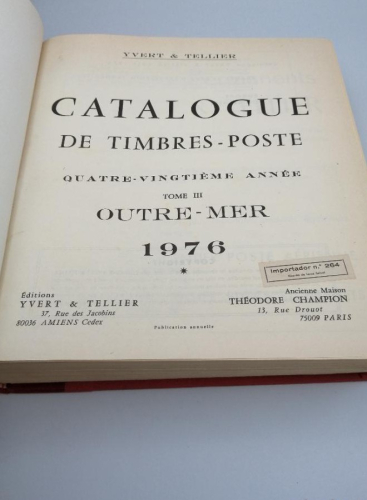 YVERT & TELLIER
CATALOGUE
DE TIMBRES-POSTE
QUATRE-VINGTIÈME ANNÉE
TOME III
OUTRE-MER
1976
*
Importador n.° 264
Éditions
YVERT & TELLIER
37, Rue des Jacobins
80036 AMIENS Cedex
Ancienne Maison
THÉODORE CHAMPION
13, Rue Drouot
75009 PARIS
Publication annuelle